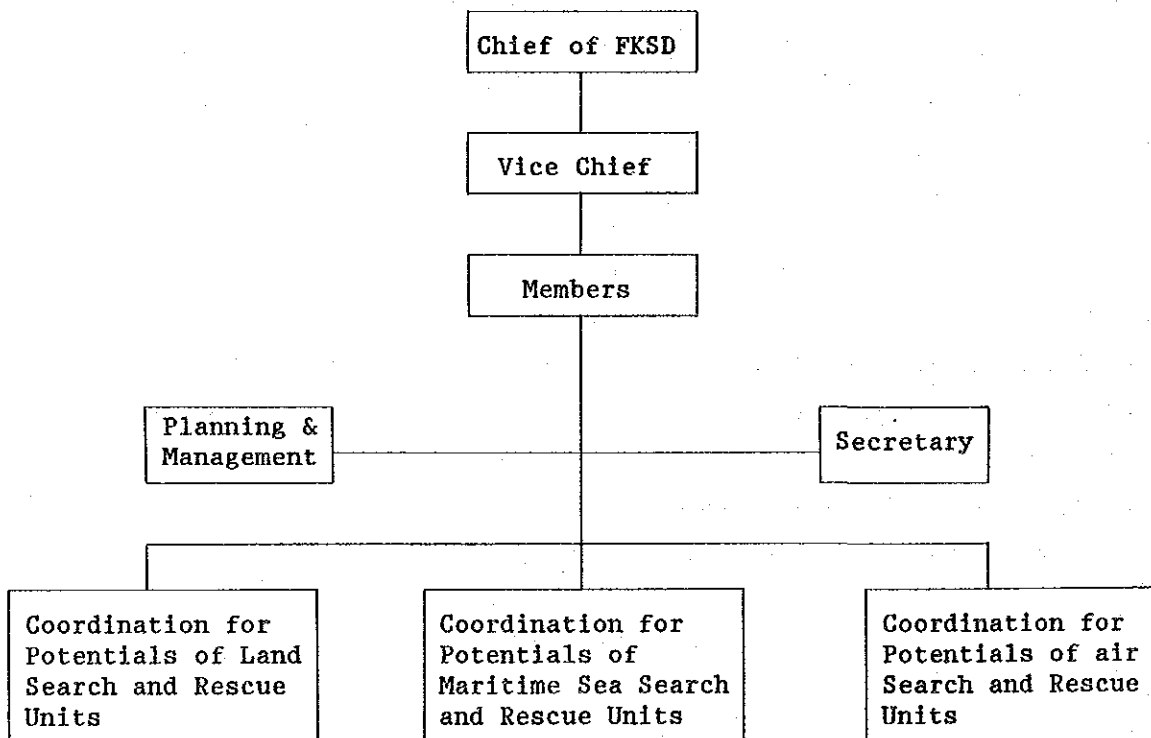 Chief of FKSD
Vice Chief
Members
Planning &
Management
Secretary
Coordination for
Potentials of Land
Search and Rescue
Units
Coordination for
Potentials of
Maritime Sea Search
and Rescue Units
Coordination for
Potentials of air
Search and Rescue
Units